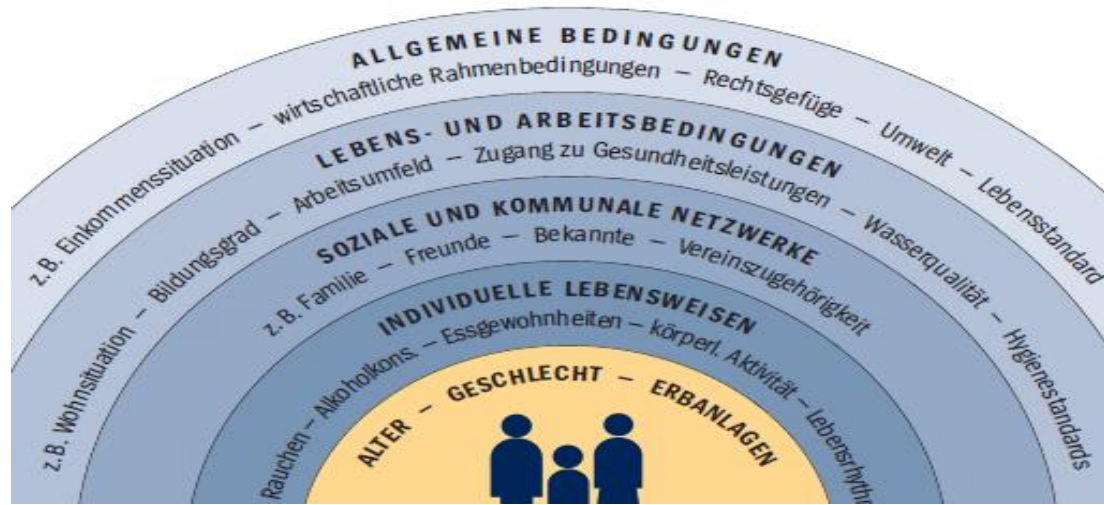 ALLGEMEINE BEDINGUNGEN
z.B. Einkommenssituation – wirtschaftliche Rahmenbedingungen – Rechtsgefüge – Umwelt – Lebensstandard
LEBENS- UND ARBEITSBEDINGUNGEN
z.B. Wohnsituation – Bildungsgrad – Arbeitsumfeld – Zugang zu Gesundheitsleistungen – Wasserqualität – Hygienestandards
SOZIALE UND KOMMUNALE NETZWERKE
z.B. Familie – Freunde – Bekannte – Vereinszugehörigkeit
INDIVIDUELLE LEBENSWEISEN
Rauchen – Alkoholkons. – Essgewohnheiten – körperl. Aktivität – Lebensrhythm
ALTER – GESCHLECHT – ERBANLAGEN